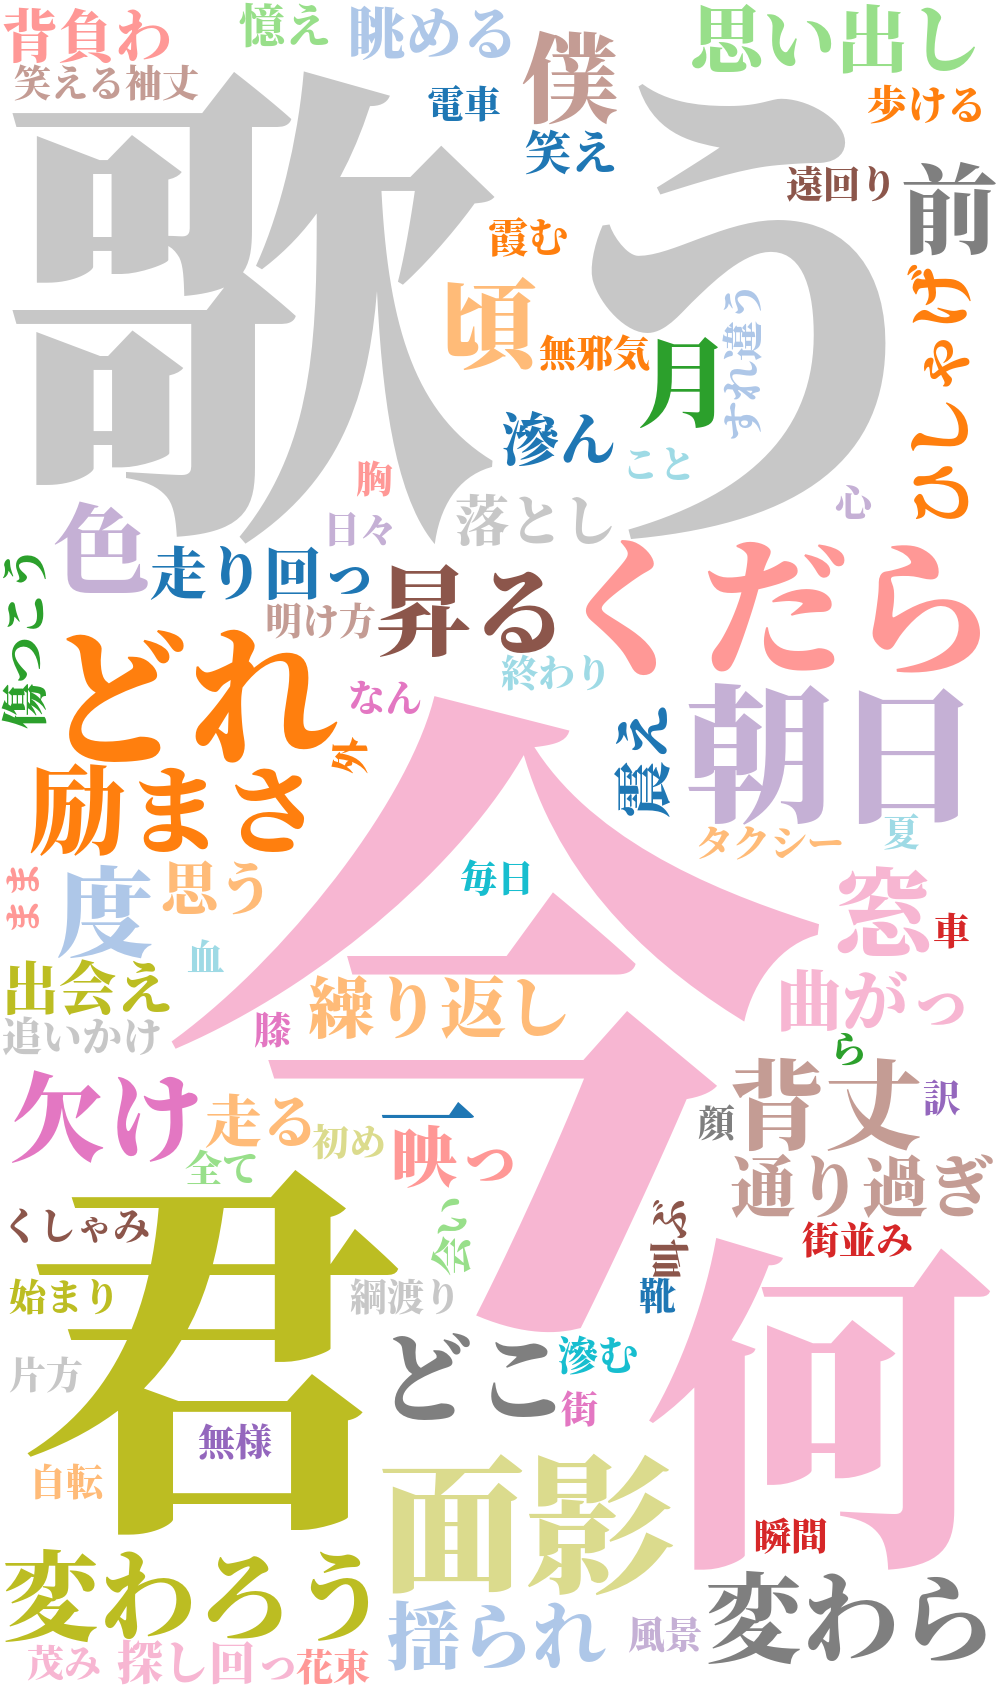 背負わ
憶え
眺める
僕
思い出し
笑える袖丈
電車
歩ける
歌う
笑え
遠回り
前
霞む
ひしゃげ
頃
無邪気
月
すれ違う
滲ん
こと
胸
日々
落とし
心
色
走り回っ
昇る
くだら
傷つこう
明け方
どれ
終わり
なん
外
震え
朝日
励まさ
今
タクシー
夏
まま
度
思う
毎日
窓
車
血
出会え
繰り返し
曲がっ
追いかけ
膝
ら
欠け
走る
初め
一
映っ
顔
背丈
訳
全て
通り過ぎ
君
くしゃみ
会い
街並み
何
始まり
綱渡り
靴
どこ
滲む
片方
街
無様
自転
面影
瞬間
変わろう
揺られ
風景
変わら
茂み
探し回っ
花束